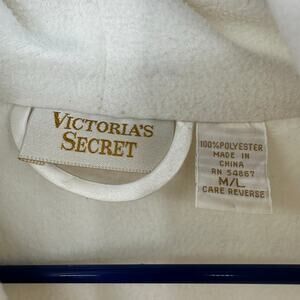 VICTORIA'S
SECRET
100% POLYESTER
MADE IN
CHINA
RN 54867
M/L
CARE REVERSE